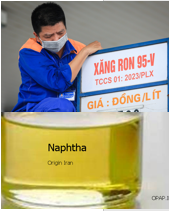 XĂNG RON 95-V
TCCS 01: 2023/PLX
GIÁ : ĐỒNG/LÍT
Naphtha
Origin Iran